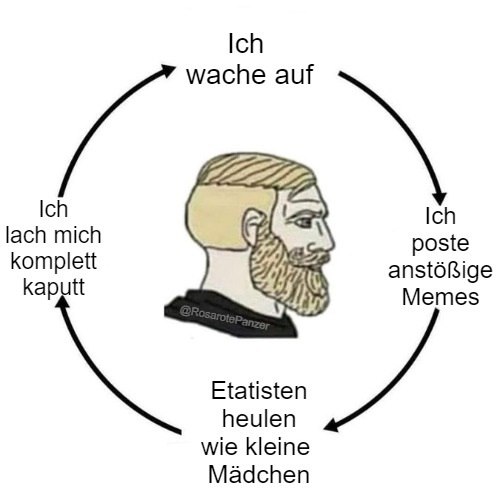 Ich
wache auf
Ich
poste
anstößige
Memes
Etatisten
heulen
wie kleine
Mädchen
Ich
lach mich
komplett
kaputt
@RosarotePanzer